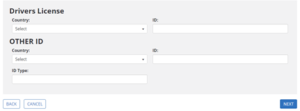 Drivers License
Country: ID:
Select
OTHER ID
Country: ID:
Select
ID Type:
BACK CANCEL NEXT